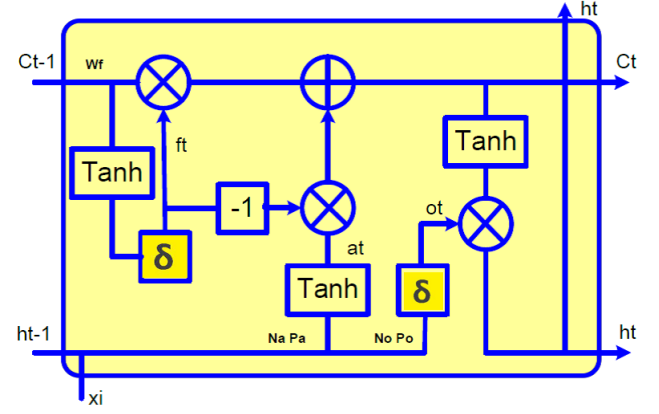 ht
Ct-1
Wf
Ct
ft
Tanh
Tanh
-1
ot
δ
at
Tanh
δ
ht-1
Na Pa
No Po
ht
xi